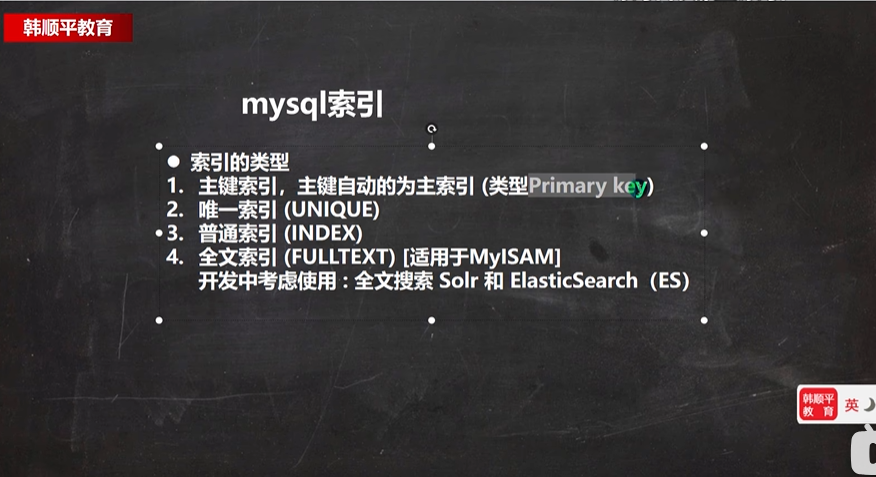 韩顺平教育
mysql索引
● 索引的类型
1. 主键索引，主键自动的为主索引 (类型Primary key)
2. 唯一索引 (UNIQUE)
3. 普通索引 (INDEX)
4. 全文索引 (FULLTEXT) [适用于MyISAM]
开发中考虑使用：全文搜索 Solr 和 ElasticSearch（ES）
韩顺平
教育
英